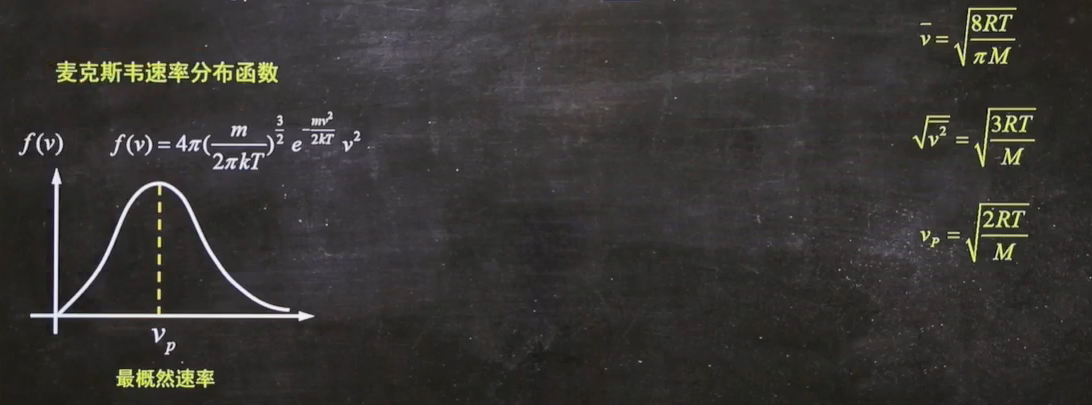 麦克斯韦速率分布函数
f(v)
f(v) = 4π(m/2πkT)^{3/2} e^{-mv²/2kT} v²
v_p
最概然速率
v̄ = √(8RT/πM)
√(v̄²) = √(3RT/M)
v_p = √(2RT/M)